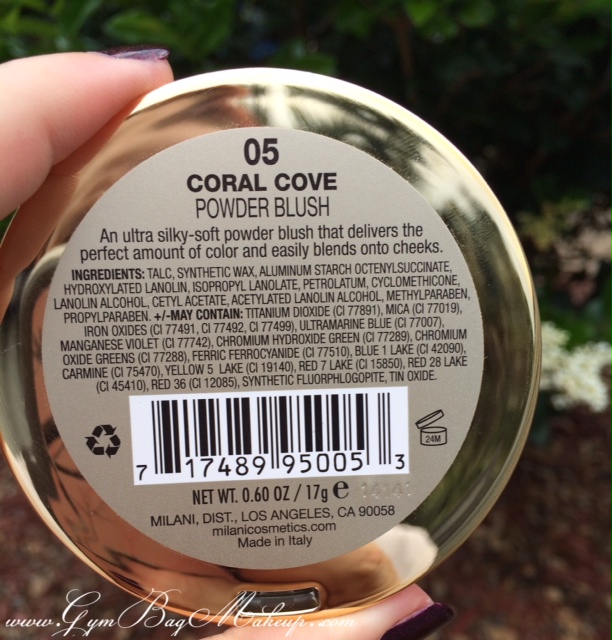 05
CORAL COVE
POWDER BLUSH
An ultra silky-soft powder blush that delivers the
perfect amount of color and easily blends onto cheeks.
INGREDIENTS: TALC, SYNTHETIC WAX, ALUMINUM STARCH OCTENYLSUCCINATE,
HYDROXYLATED LANOLIN, ISOPROPYL LANOLATE, PETROLATUM, CYCLOMETHICONE,
LANOLIN ALCOHOL, CETYL ACETATE, ACETYLATED LANOLIN ALCOHOL, METHYLPARABEN,
PROPYLPARABEN. +/-MAY CONTAIN: TITANIUM DIOXIDE (CI 77891), MICA (CI 77019),
IRON OXIDES (CI 77491, CI 77492, CI 77499), ULTRAMARINE BLUE (CI 77007),
MANGANESE VIOLET (CI 77742), CHROMIUM HYDROXIDE GREEN (CI 77289), CHROMIUM
OXIDE GREENS (CI 77288), FERRIC FERROCYANIDE (CI 77510), BLUE 1 LAKE (CI 42090),
CARMINE (CI 75470), YELLOW 5 LAKE (CI 19140), RED 7 LAKE (CI 15850), RED 28 LAKE
(CI 45410), RED 36 (CI 12085), SYNTHETIC FLUORPHLOGOPITE, TIN OXIDE.
24M
7 17489 95005 3
NET WT. 0.60 OZ / 17g e 14141
MILANI, DIST., LOS ANGELES, CA 90058
milanicosmetics.com
Made in Italy
www.GymBagMakeup.com